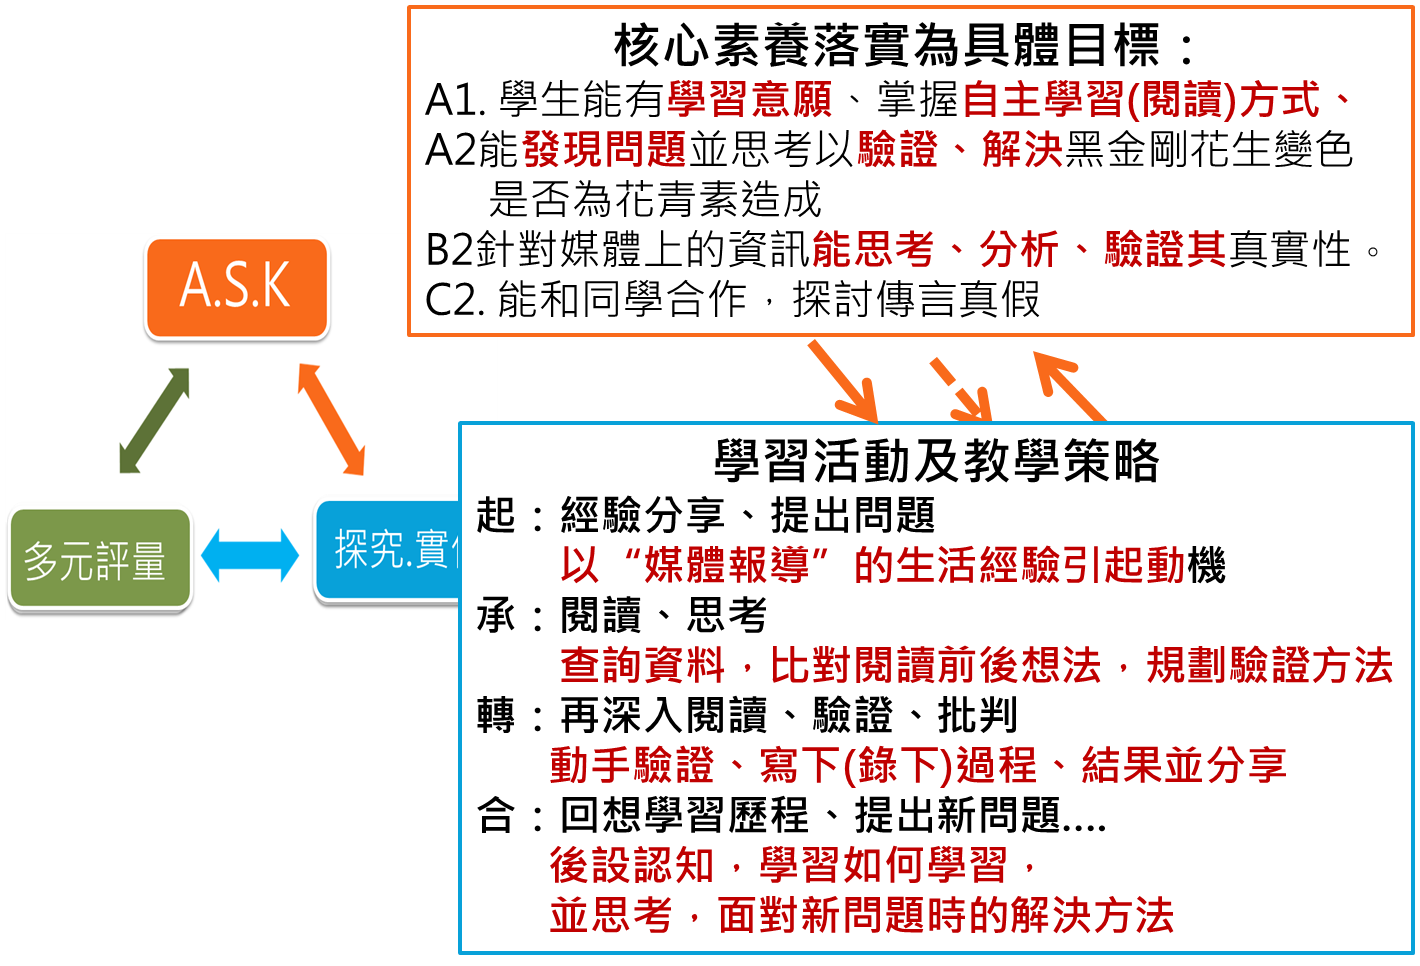 核心素養落實為具體目標：
A1. 學生能有學習意願、掌握自主學習(閱讀)方式、
A2能發現問題並思考以驗證、解決黑金剛花生變色
是否為花青素造成
B2針對媒體上的資訊能思考、分析、驗證其真實性。
C2. 能和同學合作，探討傳言真假
A.S.K
多元評量
探究.實
學習活動及教學策略
起：經驗分享、提出問題
以“媒體報導”的生活經驗引起動機
承：閱讀、思考
查詢資料，比對閱讀前後想法，規劃驗證方法
轉：再深入閱讀、驗證、批判
動手驗證、寫下(錄下)過程、結果並分享
合：回想學習歷程、提出新問題....
後設認知，學習如何學習，
並思考，面對新問題時的解決方法